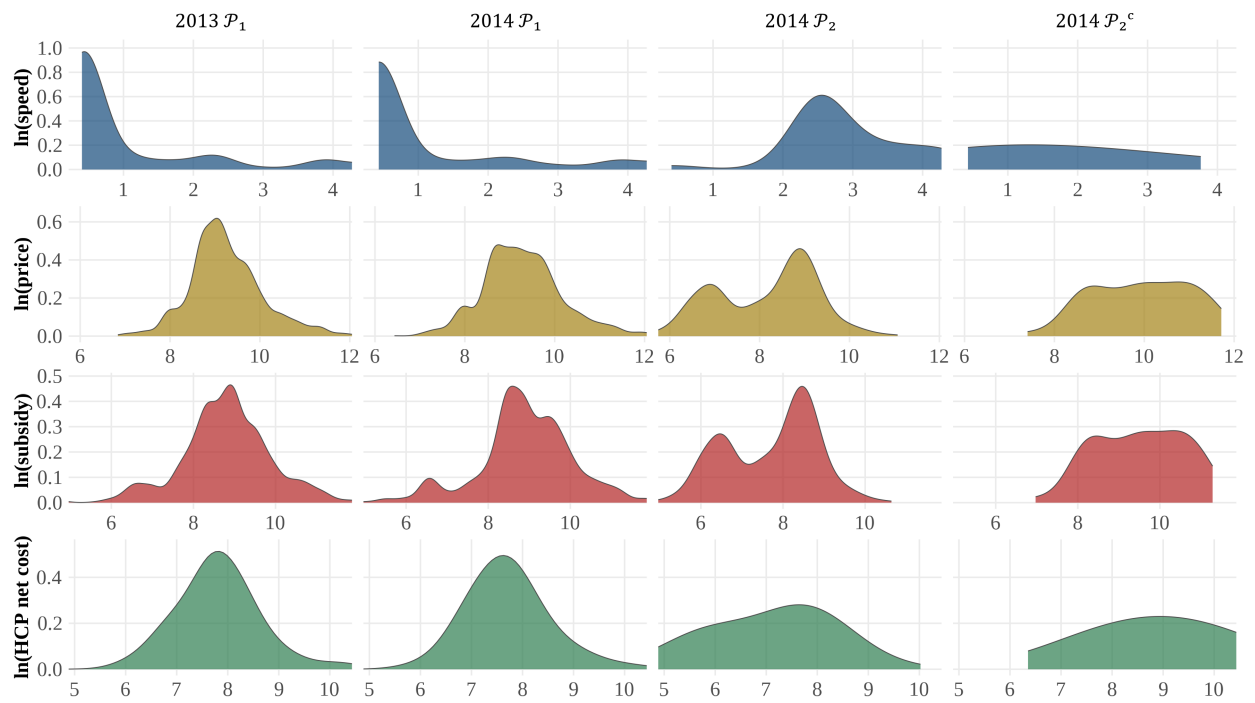 2013 𝒫₁ 2014 𝒫₁ 2014 𝒫₂ 2014 𝒫₂ᶜ
ln(speed)
1.0
0.8
0.6
0.4
0.2
0.0
1 2 3 4 1 2 3 4 1 2 3 4 1 2 3 4
ln(price)
0.6
0.4
0.2
0.0
6 8 10 12 6 8 10 12 6 8 10 12 6 8 10 12
ln(subsidy)
0.5
0.4
0.3
0.2
0.1
0.0
6 8 10 6 8 10 6 8 10 6 8 10
ln(HCP net cost)
0.4
0.2
0.0
5 6 7 8 9 10 5 6 7 8 9 10 5 6 7 8 9 10 5 6 7 8 9 10